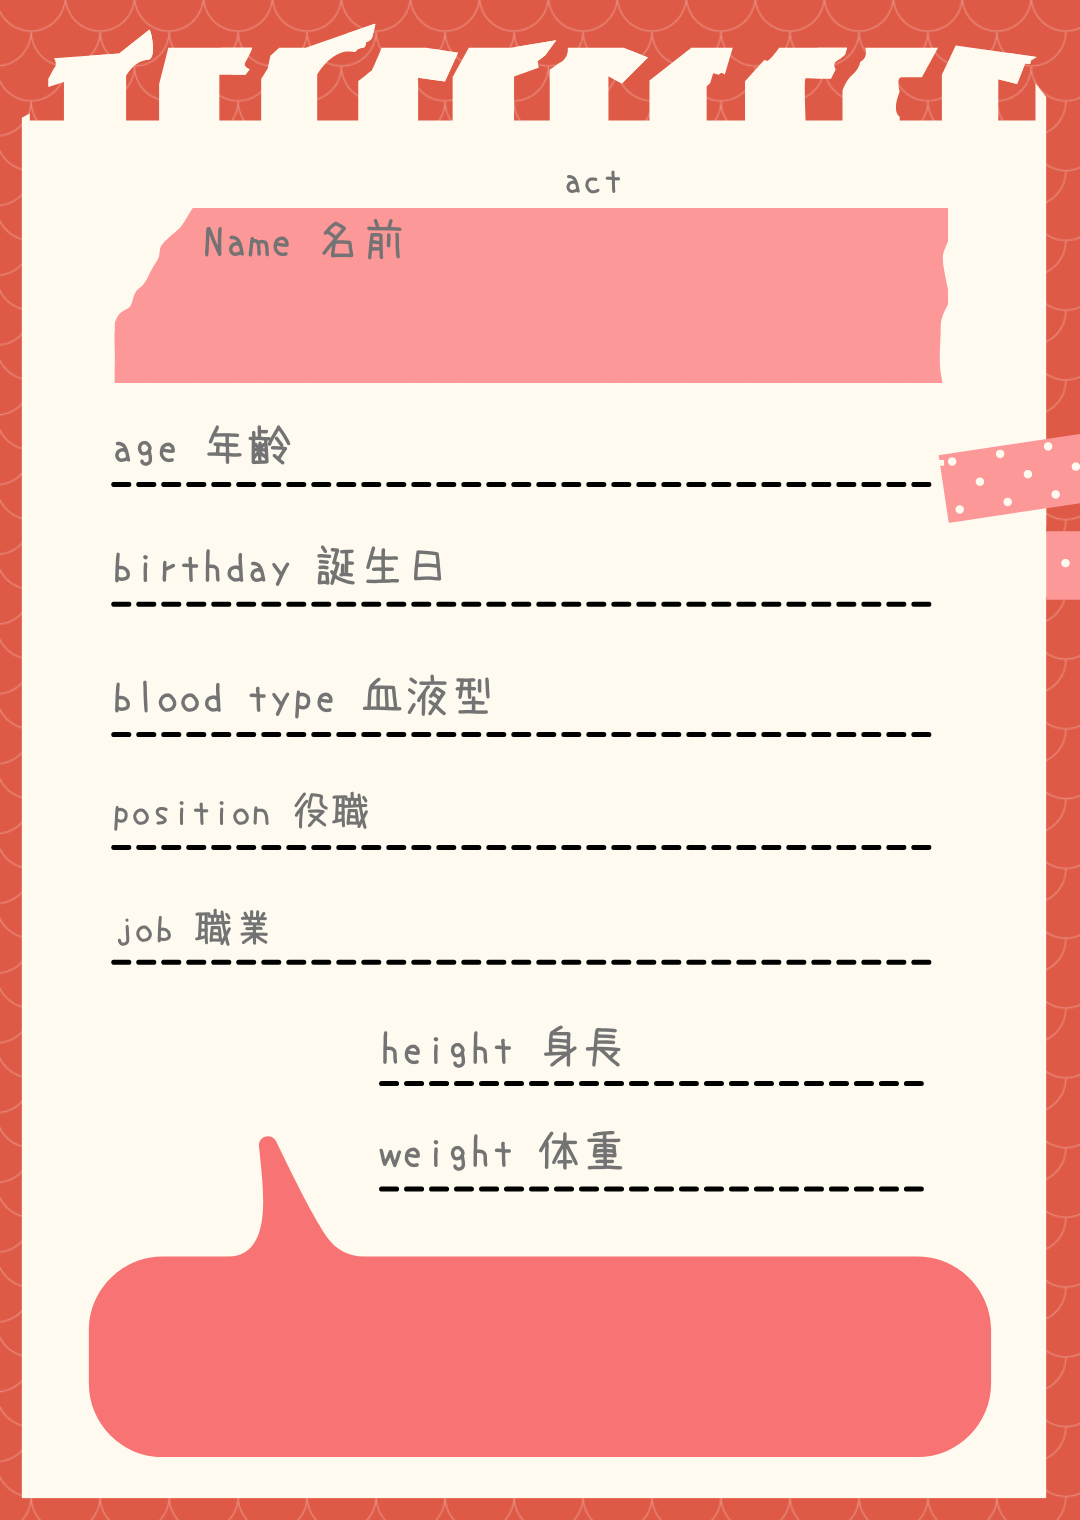 act
Name 名前
age 年齢
birthday 誕生日
blood type 血液型
position 役職
job 職業
height 身長
weight 体重